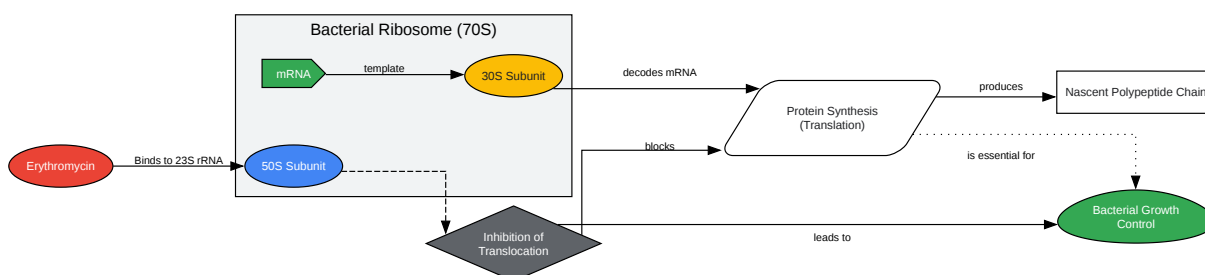 Bacterial Ribosome (70S)
mRNA
template
30S Subunit
decodes mRNA
Protein Synthesis
(Translation)
produces
Nascent Polypeptide Chain
Erythromycin
Binds to 23S rRNA
50S Subunit
blocks
is essential for
Inhibition of
Translocation
leads to
Bacterial Growth
Control